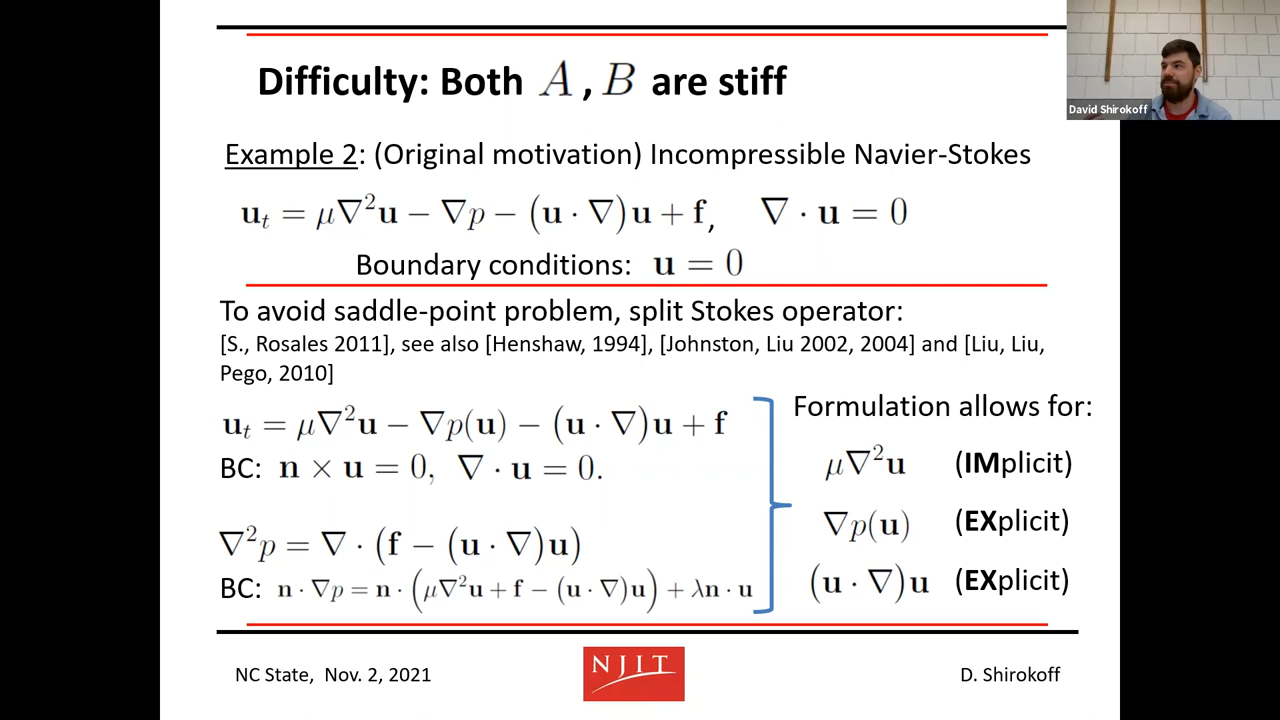 Difficulty: Both A, B are stiff
David Shirokoff
Example 2: (Original motivation) Incompressible Navier-Stokes
𝐮ₜ = μ∇²𝐮 − ∇p − (𝐮 · ∇)𝐮 + 𝐟, ∇ · 𝐮 = 0
Boundary conditions: 𝐮 = 0
To avoid saddle-point problem, split Stokes operator:
[S., Rosales 2011], see also [Henshaw, 1994], [Johnston, Liu 2002, 2004] and [Liu, Liu,
Pego, 2010]
𝐮ₜ = μ∇²𝐮 − ∇p(𝐮) − (𝐮 · ∇)𝐮 + 𝐟
BC: 𝐧 × 𝐮 = 0, ∇ · 𝐮 = 0.
∇²p = ∇ · (𝐟 − (𝐮 · ∇)𝐮)
BC: 𝐧 · ∇p = 𝐧 · (μ∇²𝐮 + 𝐟 − (𝐮 · ∇)𝐮) + λ𝐧 · 𝐮
Formulation allows for:
μ∇²𝐮 (IMplicit)
∇p(𝐮) (EXplicit)
(𝐮 · ∇)𝐮 (EXplicit)
NC State, Nov. 2, 2021
NJIT
D. Shirokoff